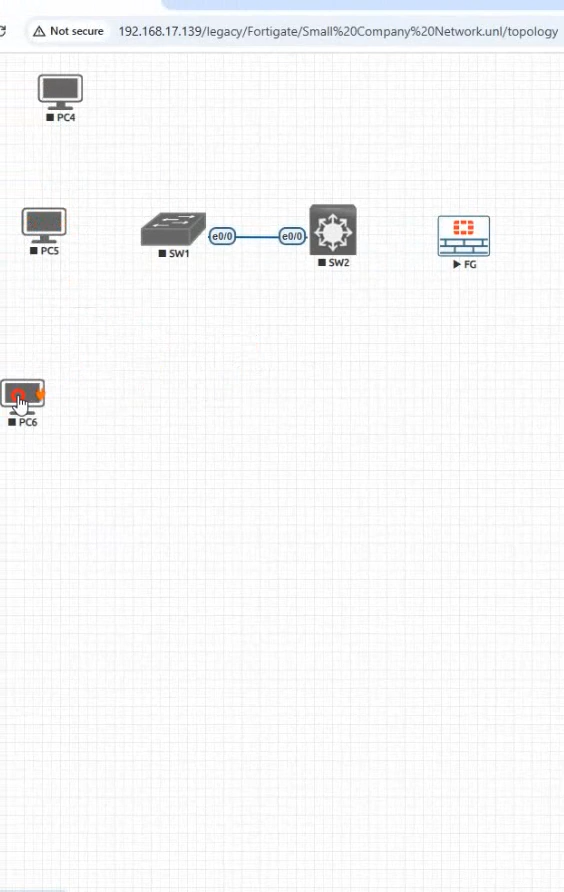 Not secure 192.168.17.139/legacy/Fortigate/Small%20Company%20Network.unl/topology
PC4
PC5
e0/0 e0/0
SW1
SW2
FG
PC6